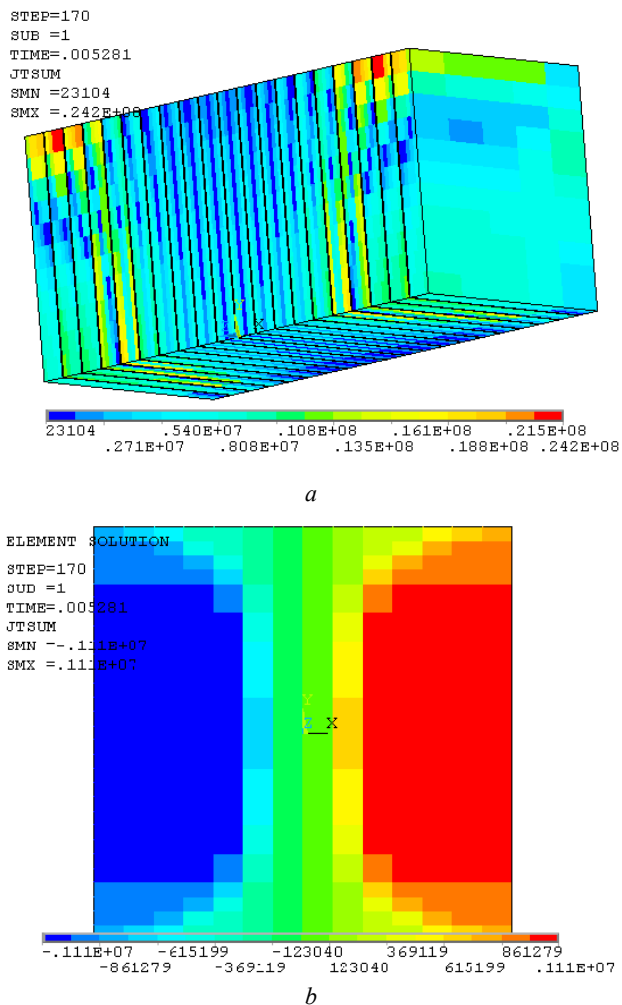 STEP=170
SUB =1
TIME=.005281
JTSUM
SMN =23104
SMX =.242E+08
Y
Z X
23104 .540E+07 .108E+08 .161E+08 .215E+08
.271E+07 .808E+07 .135E+08 .188E+08 .242E+08
a
ELEMENT SOLUTION
STEP=170
SUD =1
TIME=.005281
JTSUM
SMN =-.111E+07
SMX =.111E+07
Y
Z X
-.111E+07 -615199 -123040 369119 861279
-861279 -369119 123040 615199 .111E+07
b